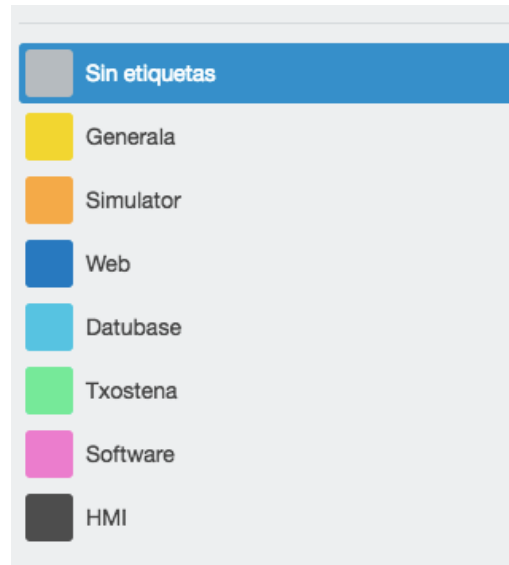 Sin etiquetas
Generala
Simulator
Web
Datubase
Txostena
Software
HMI